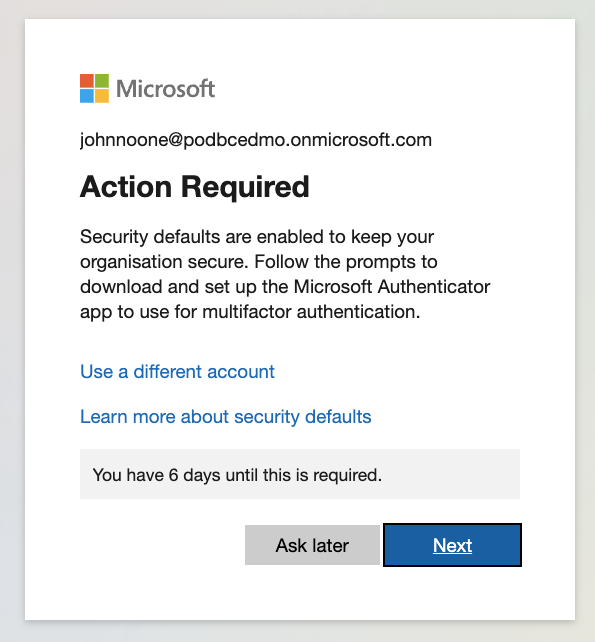 Microsoft
johnnoone@podbcedmo.onmicrosoft.com
Action Required
Security defaults are enabled to keep your
organisation secure. Follow the prompts to
download and set up the Microsoft Authenticator
app to use for multifactor authentication.
Use a different account
Learn more about security defaults
You have 6 days until this is required.
Ask later
Next